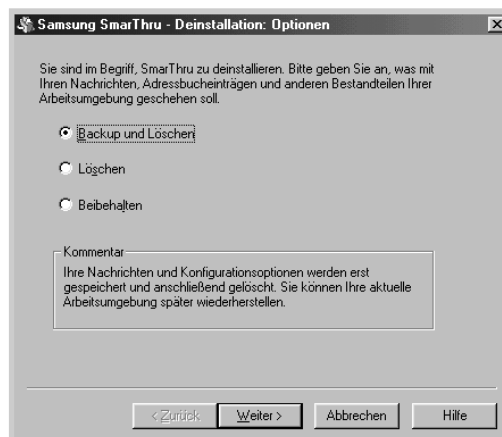 Samsung SmarThru - Deinstallation: Optionen
Sie sind im Begriff, SmarThru zu deinstallieren. Bitte geben Sie an, was mit
Ihren Nachrichten, Adressbucheinträgen und anderen Bestandteilen Ihrer
Arbeitsumgebung geschehen soll.
Backup und Löschen
Löschen
Beibehalten
Kommentar
Ihre Nachrichten und Konfigurationsoptionen werden erst
gespeichert und anschließend gelöscht. Sie können Ihre aktuelle
Arbeitsumgebung später wiederherstellen.
< Zurück Weiter > Abbrechen Hilfe